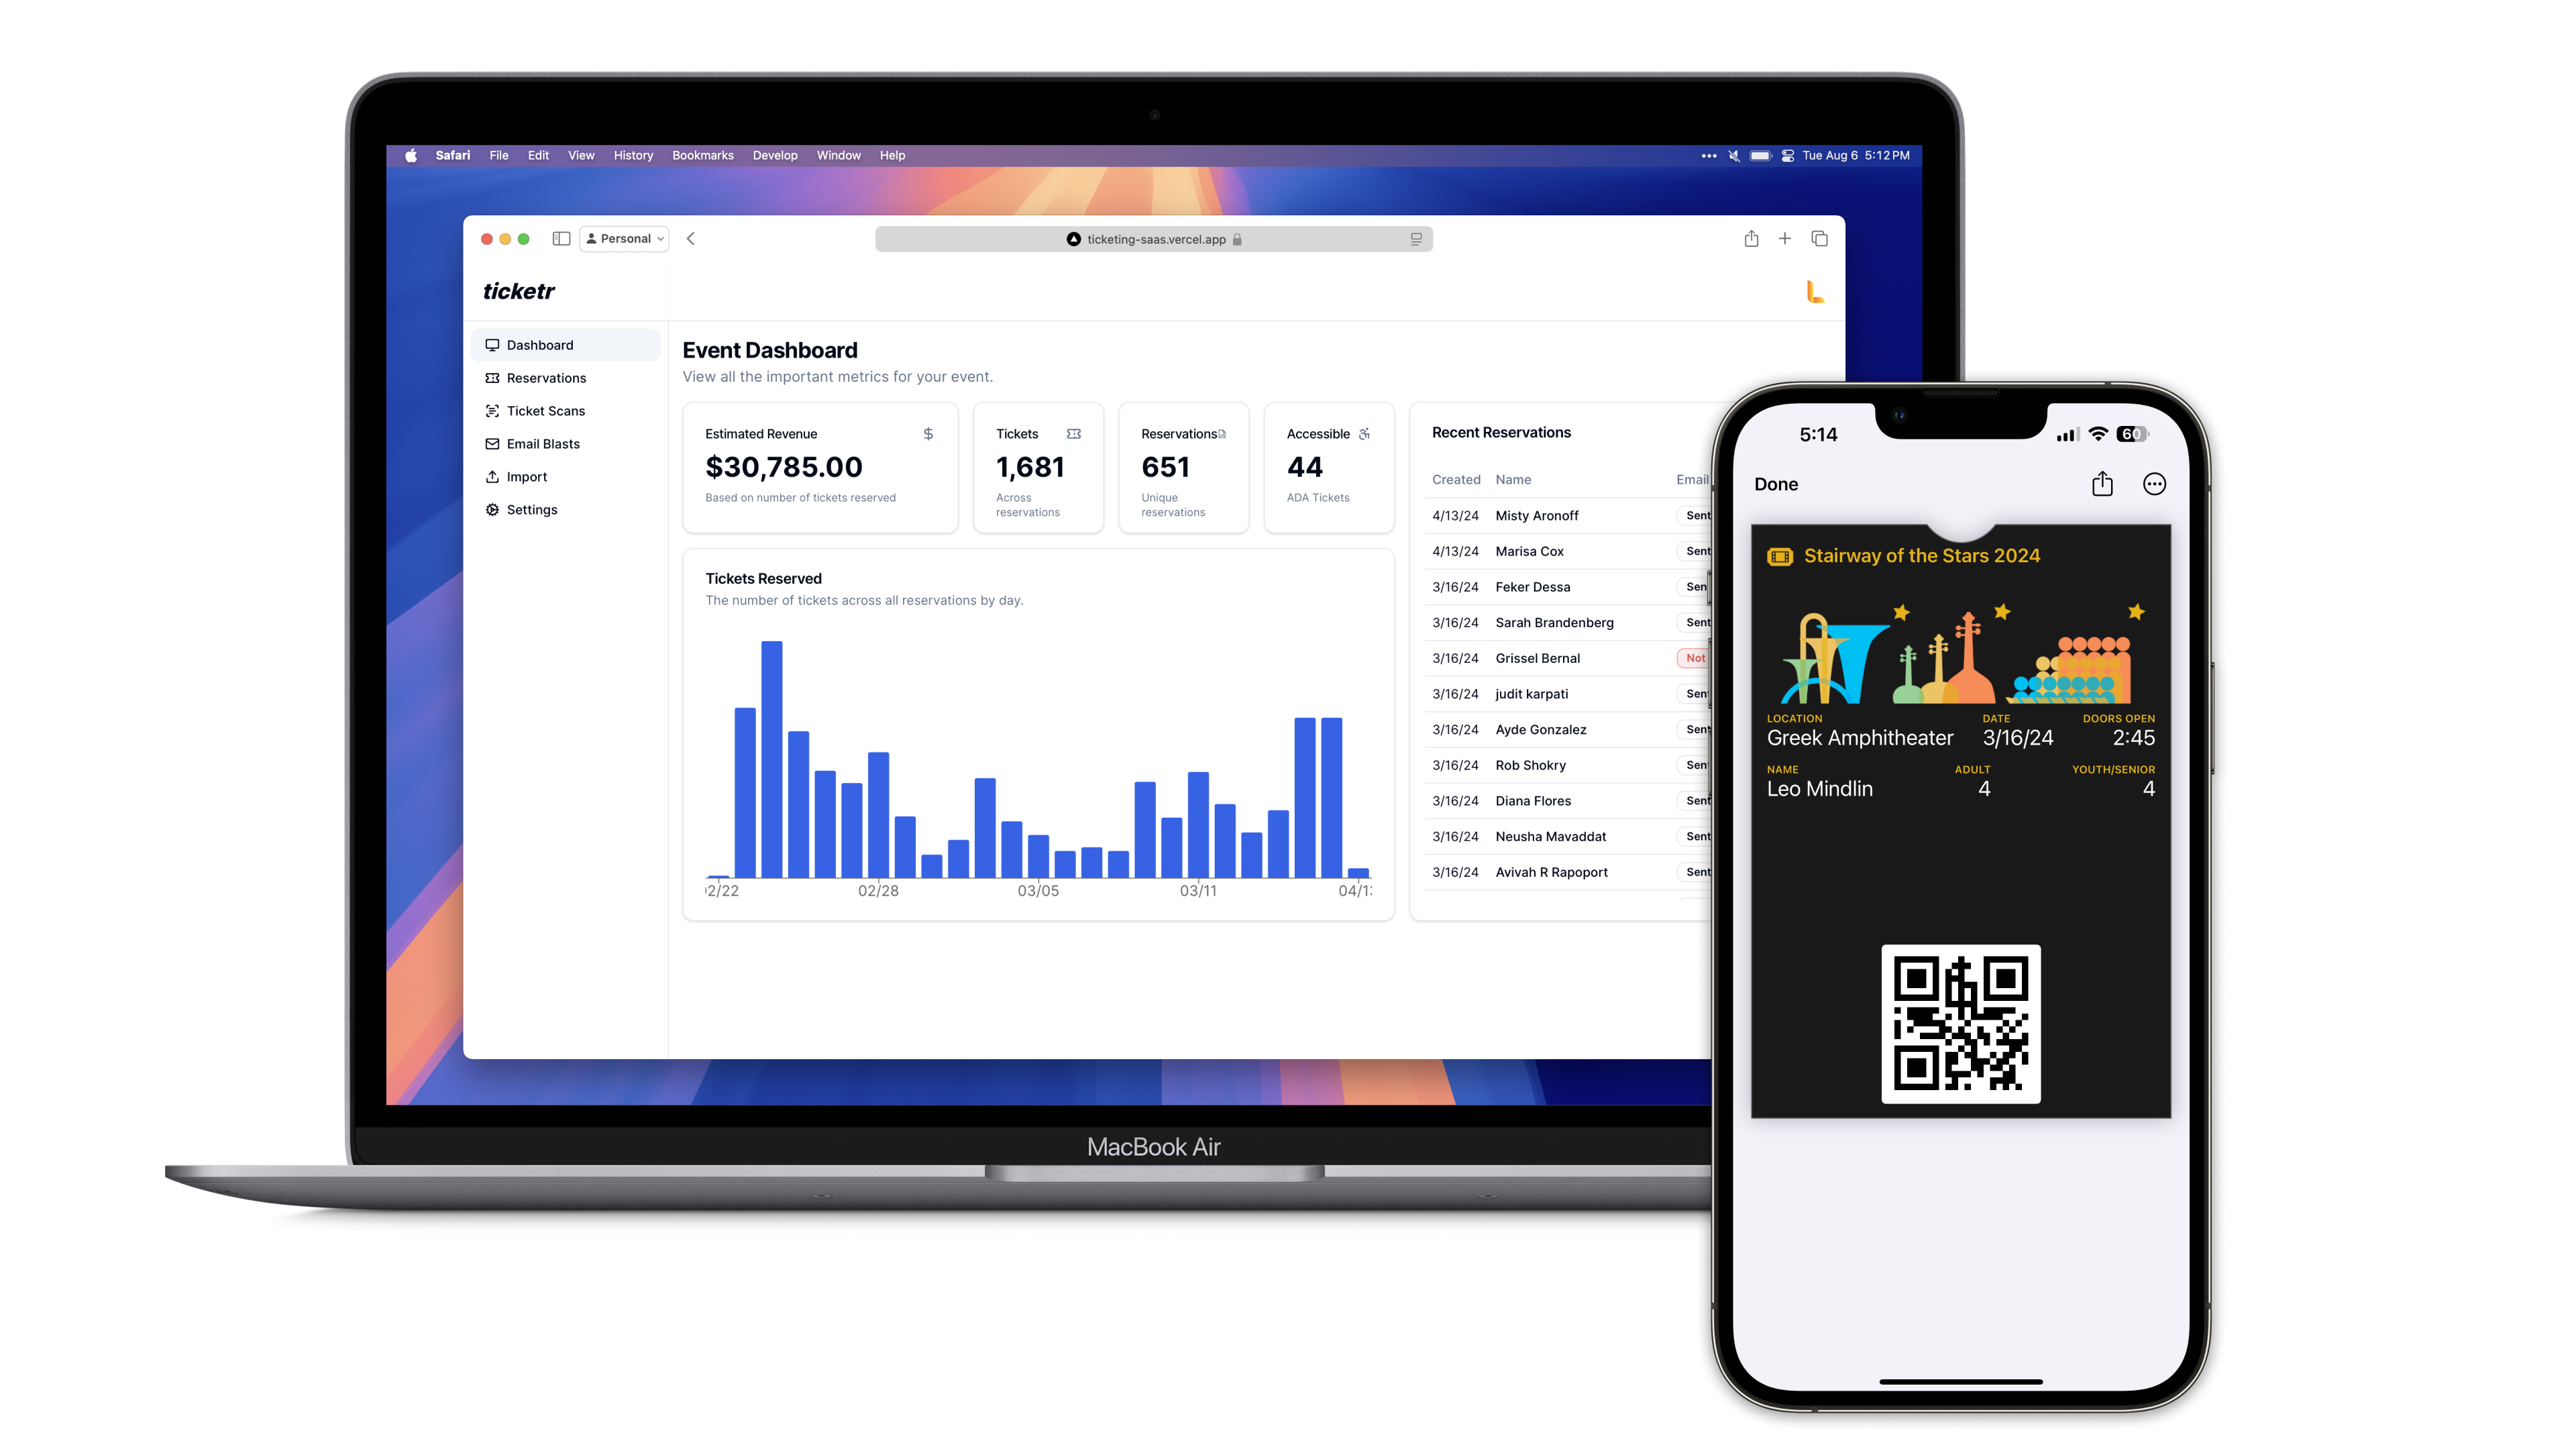 Safari File Edit View History Bookmarks Develop Window Help
Tue Aug 6 5:12 PM
Personal
ticketing-saas.vercel.app
ticketr
Dashboard
Reservations
Ticket Scans
Email Blasts
Import
Settings
Event Dashboard
View all the important metrics for your event.
Estimated Revenue
$
$30,785.00
Based on number of tickets reserved
Tickets
1,681
Across
reservations
Reservations
651
Unique
reservations
Accessible
44
ADA Tickets
Tickets Reserved
The number of tickets across all reservations by day.
2/22 02/28 03/05 03/11 04/1
Recent Reservations
Created Name Email
4/13/24 Misty Aronoff Sent
4/13/24 Marisa Cox Sent
3/16/24 Feker Dessa Sen
3/16/24 Sarah Brandenberg Sent
3/16/24 Grissel Bernal Not
3/16/24 judit karpati Sen
3/16/24 Ayde Gonzalez Sent
3/16/24 Rob Shokry Sen
3/16/24 Diana Flores Sent
3/16/24 Neusha Mavaddat Sent
3/16/24 Avivah R Rapoport Sent
MacBook Air
5:14
60
Done
Stairway of the Stars 2024
LOCATION DATE DOORS OPEN
Greek Amphitheater 3/16/24 2:45
NAME ADULT YOUTH/SENIOR
Leo Mindlin 4 4